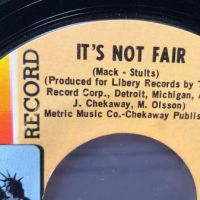 IT'S NOT FAIR
(Mack - Stults)
(Produced for Libery Records by T
Record Corp., Detroit, Michigan, A
J. Chekaway, M. Olsson)
Metric Music Co.-Chekaway Publis
RECORD